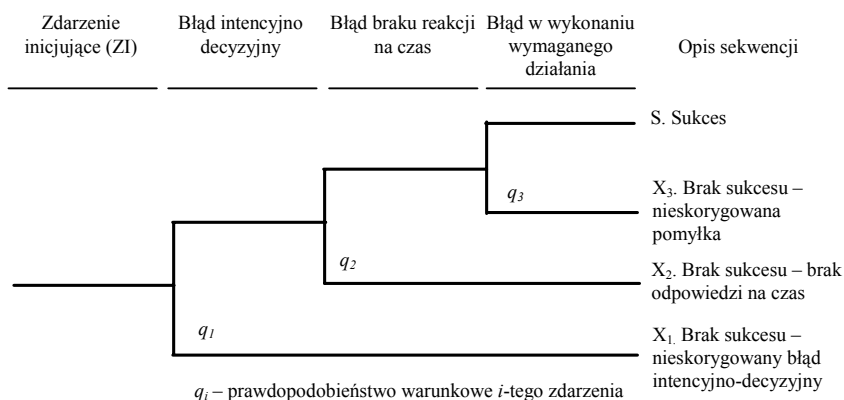 Zdarzenie
inicjujące (ZI)
Błąd intencyjno
decyzyjny
Błąd braku reakcji
na czas
Błąd w wykonaniu
wymaganego
działania
Opis sekwencji
S. Sukces
q3
X3. Brak sukcesu –
nieskorygowana
pomyłka
q2
X2. Brak sukcesu – brak
odpowiedzi na czas
q1
X1. Brak sukcesu –
nieskorygowany błąd
intencyjno-decyzyjny
qi – prawdopodobieństwo warunkowe i-tego zdarzenia